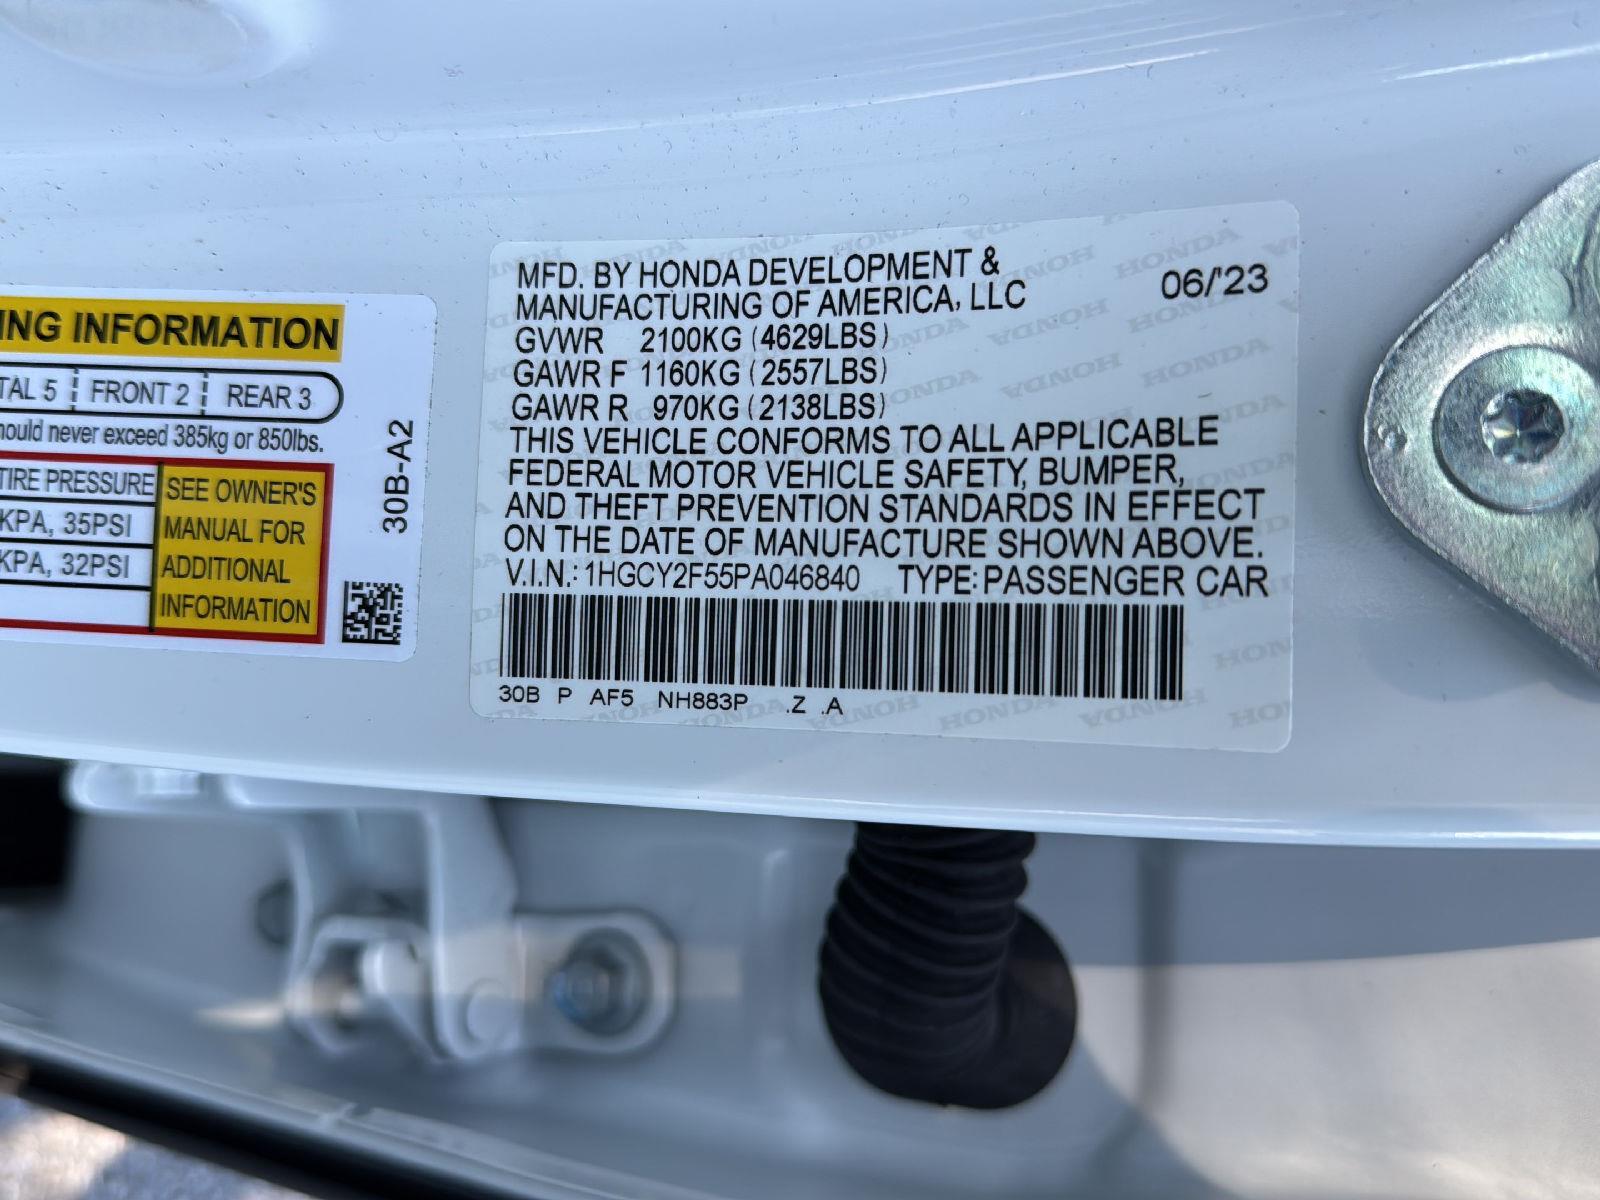 ING INFORMATION
TAL 5 FRONT 2 REAR 3
hould never exceed 385kg or 850lbs.
TIRE PRESSURE
KPA, 35PSI
KPA, 32PSI
SEE OWNER'S
MANUAL FOR
ADDITIONAL
INFORMATION
30B-A2
MFD. BY HONDA DEVELOPMENT &
MANUFACTURING OF AMERICA, LLC
06/'23
GVWR 2100KG (4629LBS)
GAWR F 1160KG (2557LBS)
GAWR R 970KG (2138LBS)
THIS VEHICLE CONFORMS TO ALL APPLICABLE
FEDERAL MOTOR VEHICLE SAFETY, BUMPER,
AND THEFT PREVENTION STANDARDS IN EFFECT
ON THE DATE OF MANUFACTURE SHOWN ABOVE.
V.I.N.: 1HGCY2F55PA046840 TYPE: PASSENGER CAR
30B P AF5 NH883P .Z .A